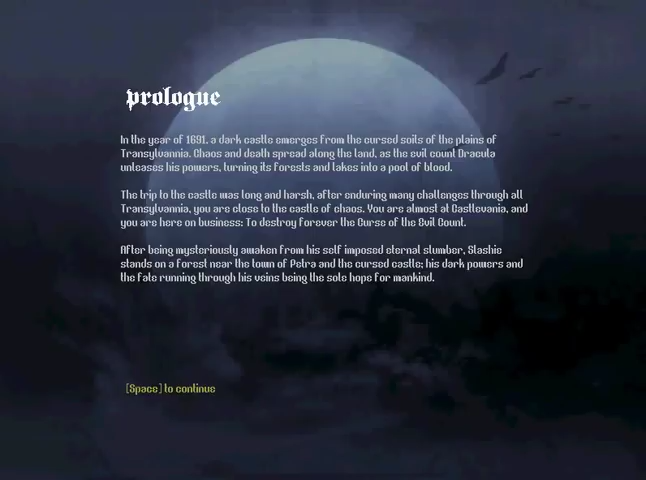 prologue
In the year of 1691, a dark castle emerges from the cursed soils of the plains of
Transylvannia. Chaos and death spread along the land, as the evil count Dracula
unleases his powers, turning its forests and lakes into a pool of blood.
The trip to the castle was long and harsh, after enduring many challenges through all
Transylvannia, you are close to the castle of chaos. You are almost at Castlevania, and
you are here on business: To destroy forever the Curse of the Evil Count.
After being mysteriously awaken from his self imposed eternal slumber, Slashie
stands on a forest near the town of Petra and the cursed castle; his dark powers and
the fate running through his veins being the sole hope for mankind.
[Space] to continue